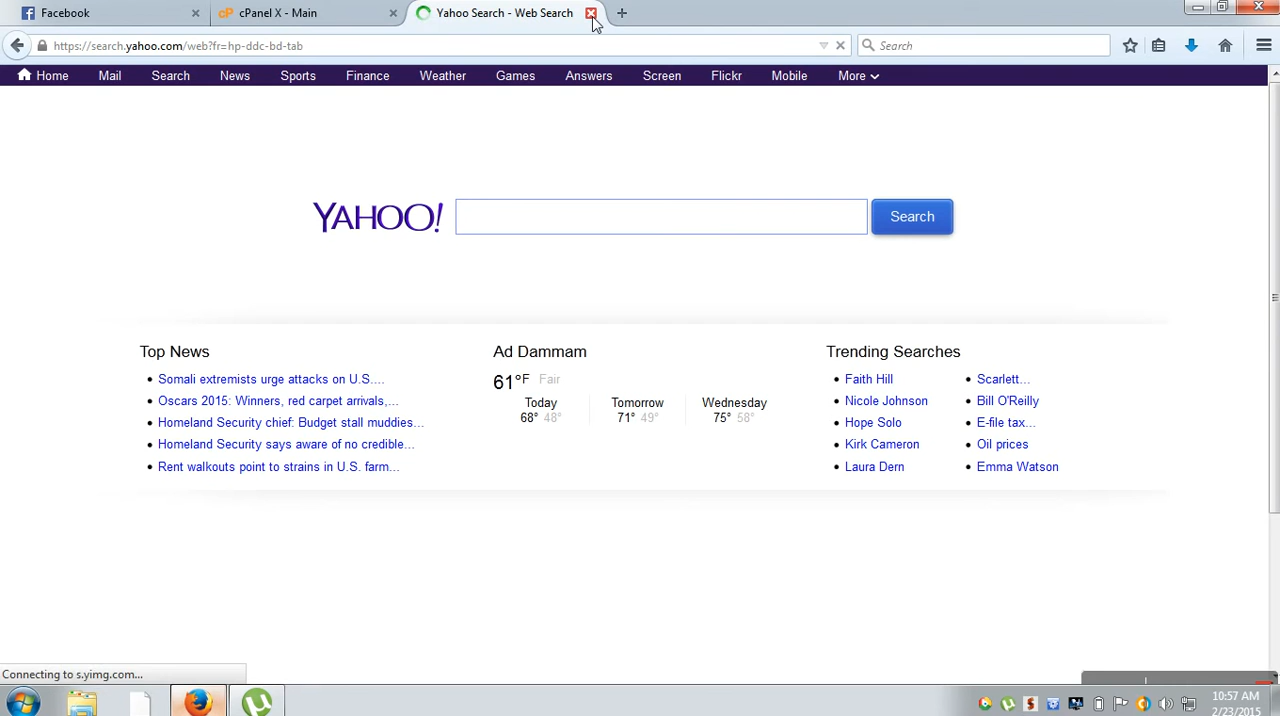 Facebook
cPanel X - Main
Yahoo Search - Web Search
https://search.yahoo.com/web?fr=hp-ddc-bd-tab
Search
Home Mail Search News Sports Finance Weather Games Answers Screen Flickr Mobile More
YAHOO!
Search
Top News
Somali extremists urge attacks on U.S....
Oscars 2015: Winners, red carpet arrivals,...
Homeland Security chief: Budget stall muddies...
Homeland Security says aware of no credible...
Rent walkouts point to strains in U.S. farm...
Ad Dammam
61°F Fair
Today Tomorrow Wednesday
68° 48° 71° 49° 75° 58°
Trending Searches
Faith Hill
Nicole Johnson
Hope Solo
Kirk Cameron
Laura Dern
Scarlett...
Bill O'Reilly
E-file tax...
Oil prices
Emma Watson
Connecting to s.yimg.com...
10:57 AM
2/23/2015